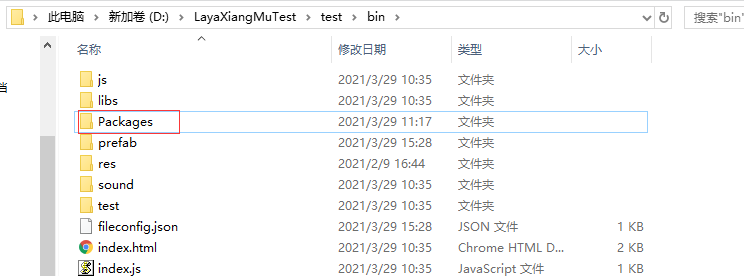 此电脑 > 新加卷 (D:) > LayaXiangMuTest > test > bin >
搜索"bin"
名称 修改日期 类型 大小
档
js 2021/3/29 10:35 文件夹
libs 2021/3/29 10:35 文件夹
Packages 2021/3/29 11:17 文件夹
prefab 2021/3/29 15:28 文件夹
res 2021/2/9 16:44 文件夹
sound 2021/3/29 10:35 文件夹
test 2021/3/29 10:35 文件夹
fileconfig.json 2021/3/29 15:28 JSON 文件 1 KB
index.html 2021/3/29 10:35 Chrome HTML D... 2 KB
index.js 2021/3/29 10:35 JavaScript 文件 1 KB